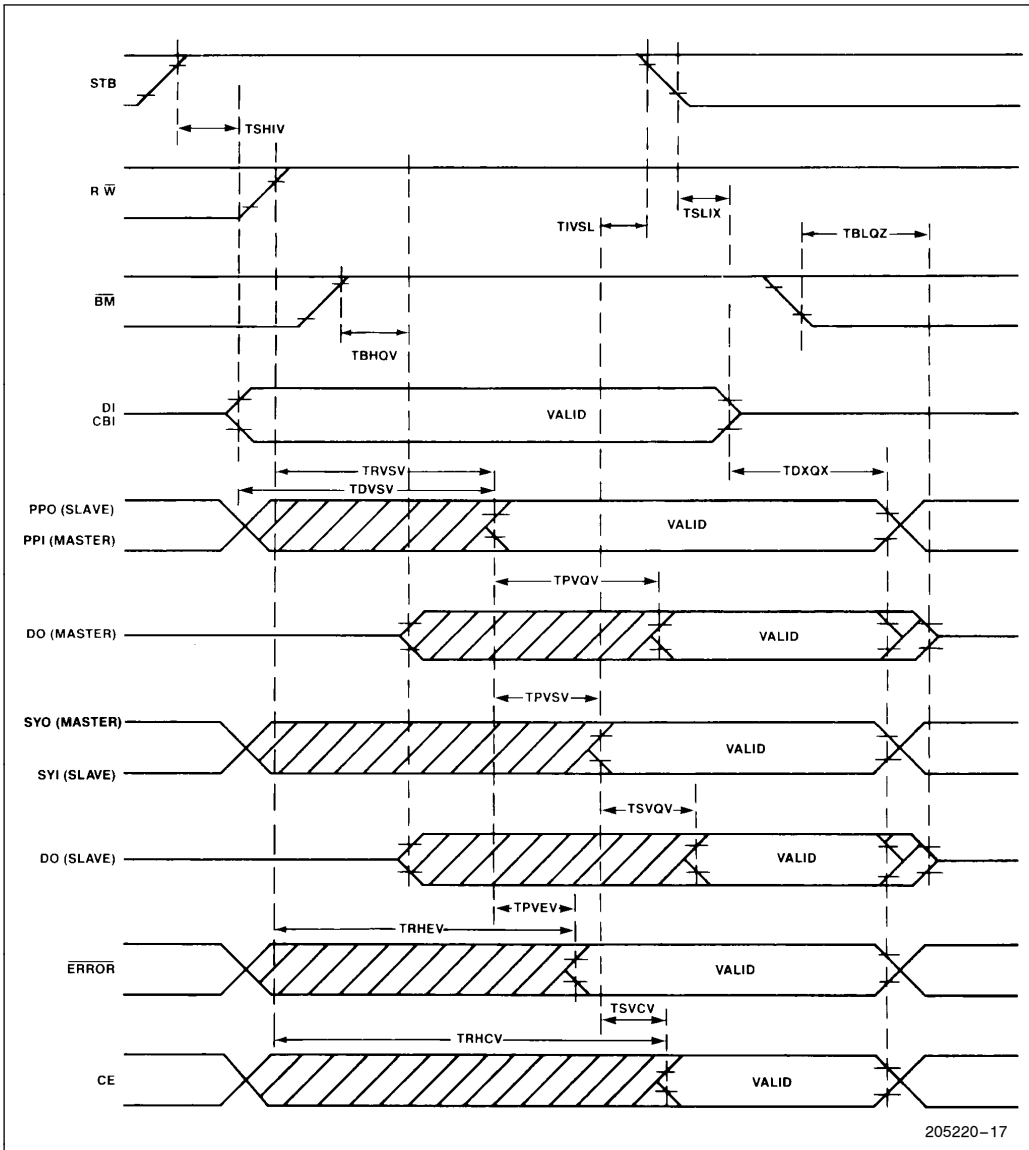 STB
TSHIV
R W̅
TSLIX
TIVSL
TBLQZ
B̅M̅
TBHQV
DI
CBI
VALID
TRVSV
TDXQX
TDVSV
PPO (SLAVE)
VALID
PPI (MASTER)
TPVQV
DO (MASTER)
VALID
TPVSV
SYO (MASTER)
VALID
SYI (SLAVE)
TSVQV
DO (SLAVE)
VALID
TPVEV
TRHEV
E̅R̅R̅O̅R̅
VALID
TSVCV
TRHCV
CE
VALID
205220–17